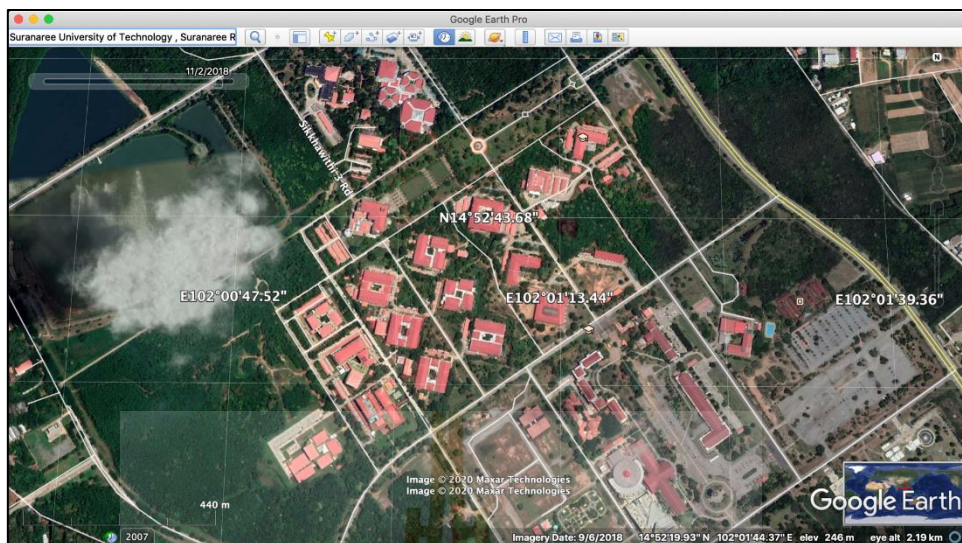 Google Earth Pro
Suranaree University of Technology , Suranaree R
11/2/2018
N
Sikkhawithi 3 Rd
N14°52'43.68"
E102°00'47.52"
E102°01'13.44"
E102°01'39.36"
Image © 2020 Maxar Technologies
Image © 2020 Maxar Technologies
440 m
Google Earth
2007
Imagery Date: 9/6/2018 14°52'19.93" N 102°01'44.37" E elev 246 m eye alt 2.19 km